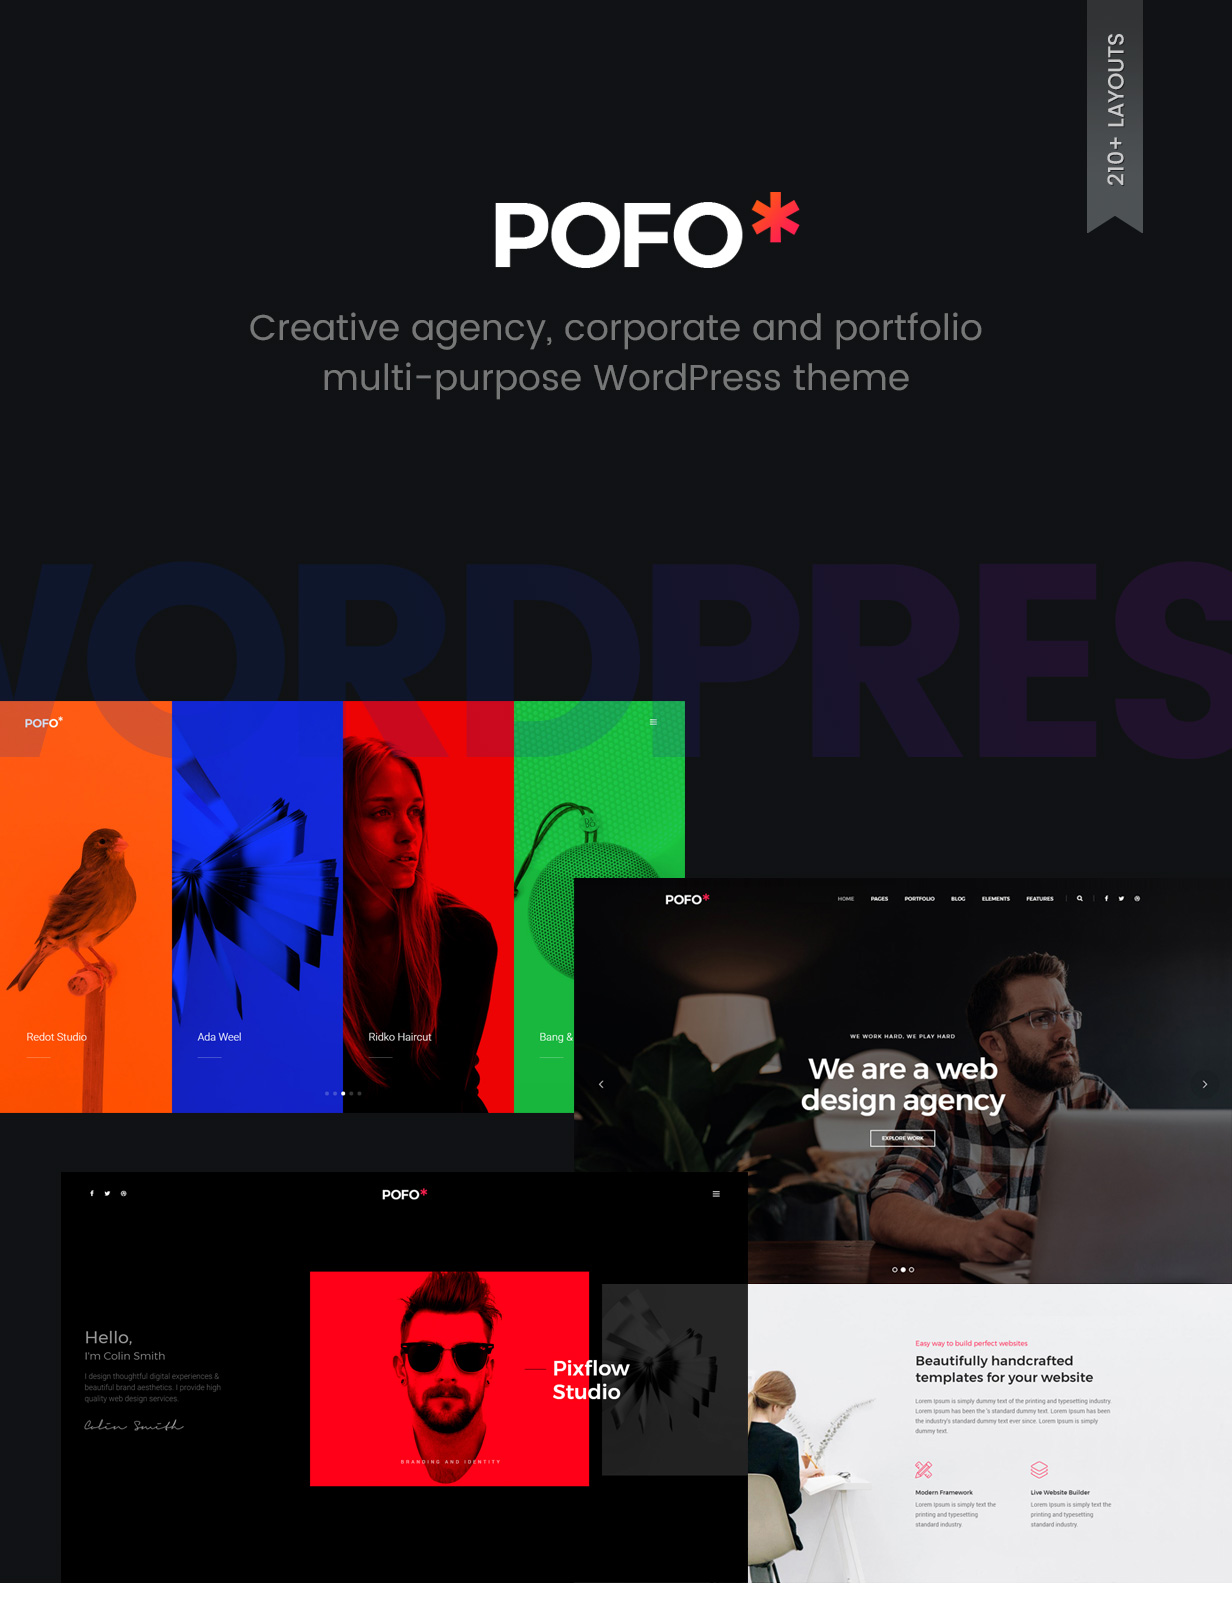 210+ LAYOUTS
POFO*
Creative agency, corporate and portfolio
multi-purpose WordPress theme
WORDPRES
POFO*
Redot Studio
Ada Weel
Ridko Haircut
Bang &
POFO*
HOME PAGES PORTFOLIO BLOG ELEMENTS FEATURES
WE WORK HARD, WE PLAY HARD
We are a web
design agency
EXPLORE WORK
POFO*
Hello,
I'm Colin Smith
I design thoughtful digital experiences &
beautiful brand aesthetics. I provide high
quality web design services.
Colin Smith
Pixflow
Studio
BRANDING AND IDENTITY
Easy way to build perfect websites
Beautifully handcrafted
templates for your website
Lorem Ipsum is simply dummy text of the printing and typesetting industry.
Lorem Ipsum has been the 's standard dummy text. Lorem Ipsum has been
the industry's standard dummy text ever since. Lorem Ipsum is simply
dummy text.
Modern Framework
Lorem Ipsum is simply text the
printing and typesetting
standard industry.
Live Website Builder
Lorem Ipsum is simply text the
printing and typesetting
standard industry.